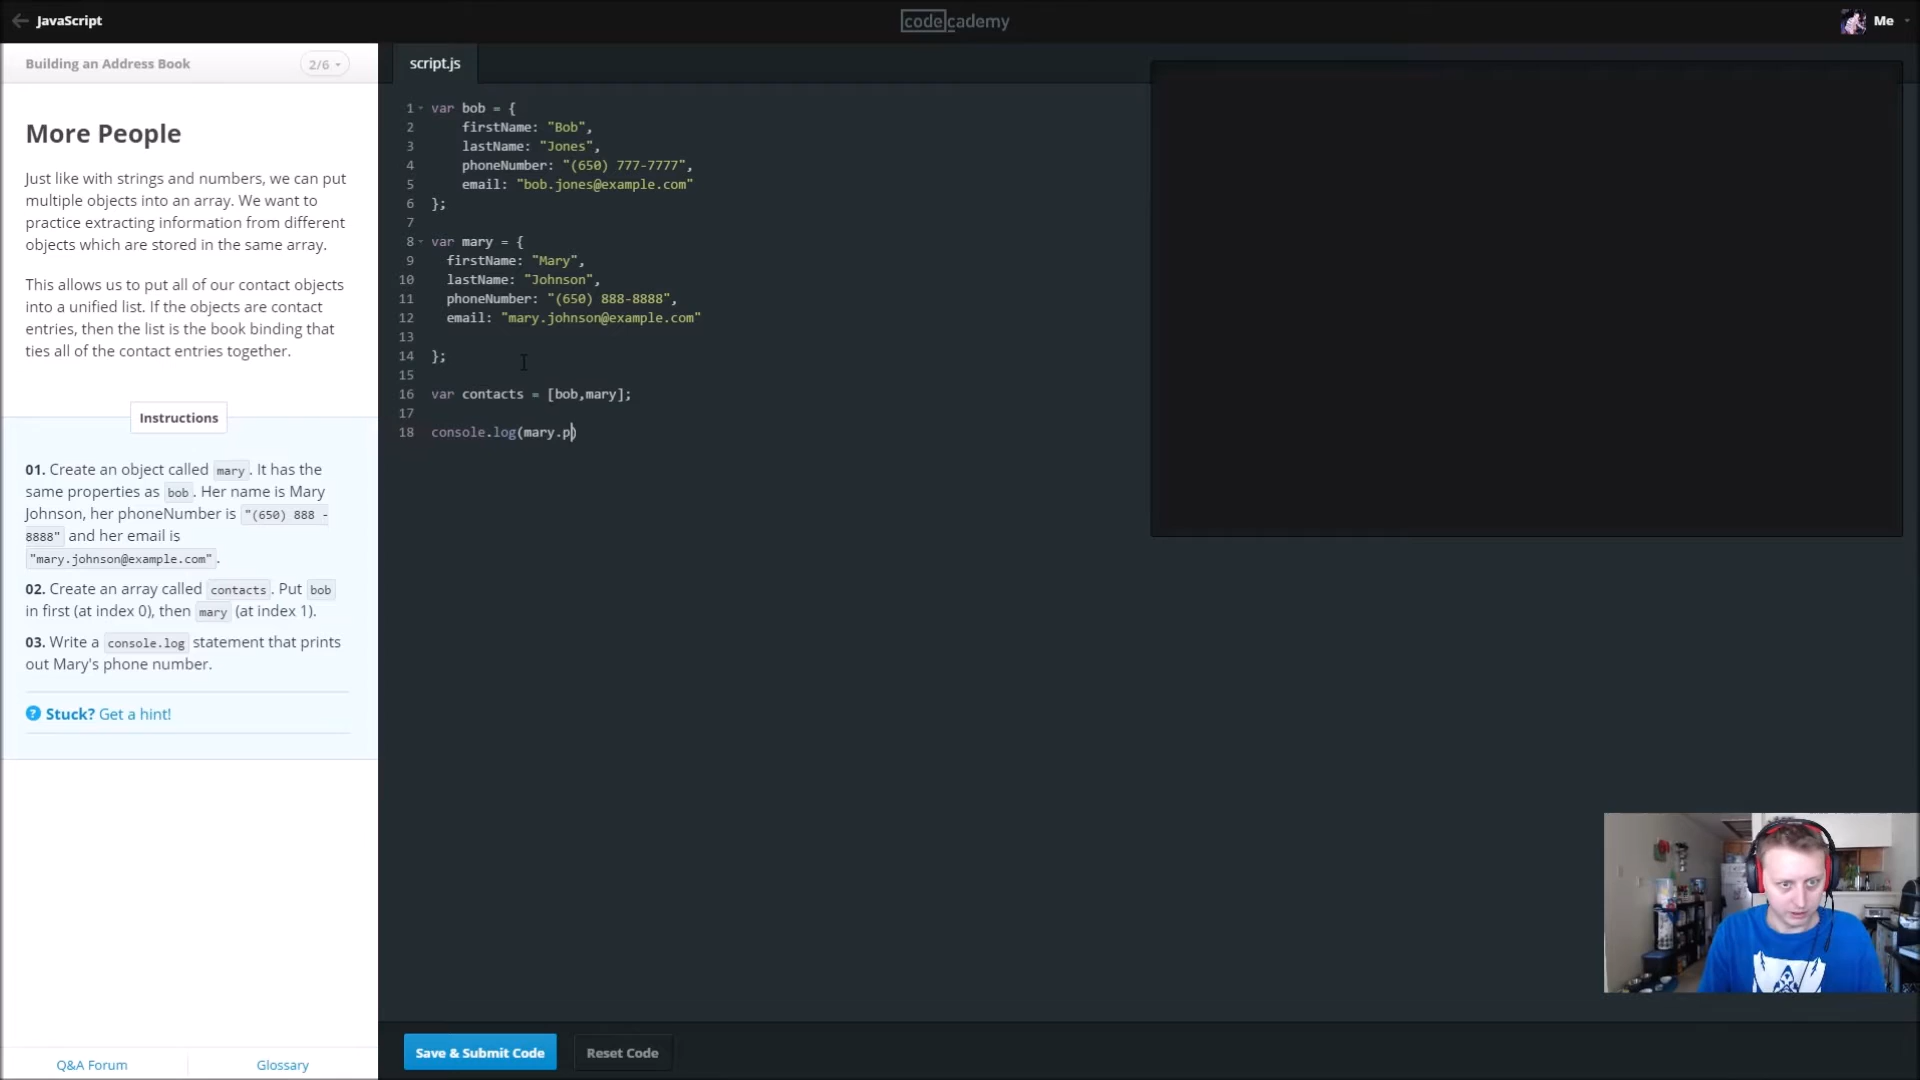 JavaScript
codecademy
Me
Building an Address Book
2/6
script.js
More People
Just like with strings and numbers, we can put
multiple objects into an array. We want to
practice extracting information from different
objects which are stored in the same array.
This allows us to put all of our contact objects
into a unified list. If the objects are contact
entries, then the list is the book binding that
ties all of the contact entries together.
Instructions
01. Create an object called mary. It has the
same properties as bob. Her name is Mary
Johnson, her phoneNumber is "(650) 888 -
8888" and her email is
"mary.johnson@example.com".
02. Create an array called contacts. Put bob
in first (at index 0), then mary (at index 1).
03. Write a console.log statement that prints
out Mary's phone number.
? Stuck? Get a hint!
Q&A Forum
Glossary
1 var bob = {
2 firstName: "Bob",
3 lastName: "Jones",
4 phoneNumber: "(650) 777-7777",
5 email: "bob.jones@example.com"
6 };
7
8 var mary = {
9 firstName: "Mary",
10 lastName: "Johnson",
11 phoneNumber: "(650) 888-8888",
12 email: "mary.johnson@example.com"
13
14 };
15
16 var contacts = [bob,mary];
17
18 console.log(mary.p)
Save & Submit Code
Reset Code